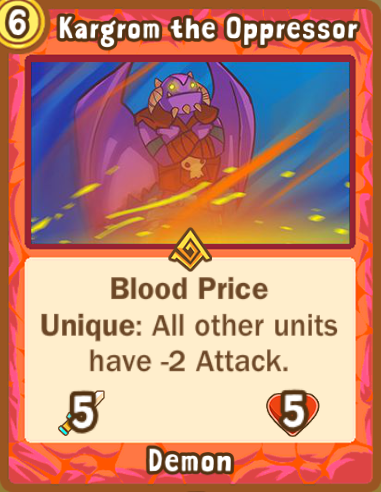 6
Kargrom the Oppressor
Blood Price
Unique: All other units
have -2 Attack.
5 5
Demon